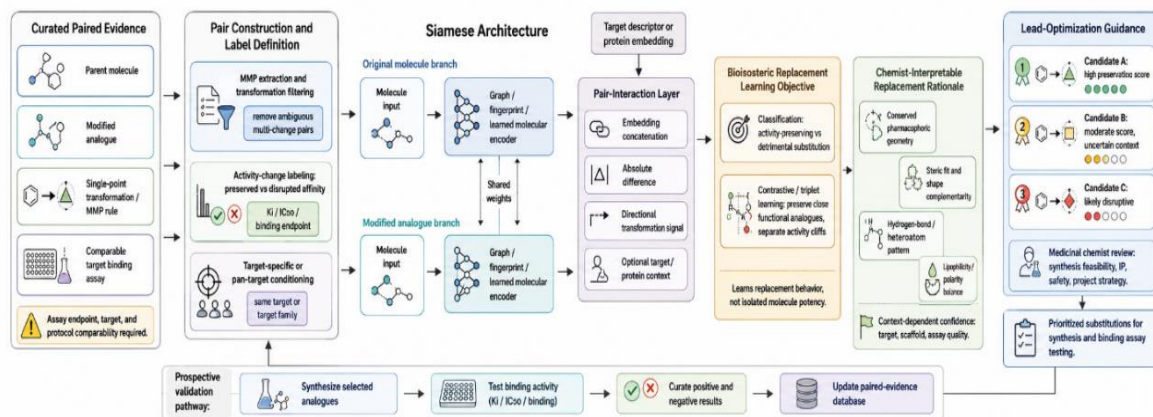 Curated Paired Evidence
Parent molecule
Modified analogue
Single-point
transformation /
MMP rule
Comparable
target binding
assay
Assay endpoint, target, and
protocol comparability required.
Pair Construction and
Label Definition
MMP extraction and
transformation filtering
remove ambiguous
multi-change pairs
Activity-change labeling:
preserved vs
disrupted affinity
Ki / IC50 /
binding endpoint
Target-specific or
pan-target conditioning
same target or
target family
Siamese Architecture
Original molecule branch
Molecule
input
Graph /
fingerprint /
learned molecular
encoder
Shared
weights
Modified analogue branch
Molecule
input
Graph /
fingerprint /
learned molecular
encoder
Target descriptor or
protein embedding
Pair-Interaction Layer
Embedding
concatenation
Absolute
difference
Directional
transformation signal
Optional target/
protein context
Bioisosteric Replacement
Learning Objective
Classification:
activity-preserving vs
detrimental substitution
Contrastive / triplet
learning: preserve close
functional analogues,
separate activity cliffs
Learns replacement behavior,
not isolated molecule potency.
Chemist-Interpretable
Replacement Rationale
Conserved
pharmacophoric
geometry
Steric fit and
shape
complementarity
Hydrogen-bond /
heteroatom
pattern
Lipophilicity/
polarity
balance
Context-dependent confidence:
target, scaffold, assay quality.
Lead-Optimization Guidance
1
Candidate A:
high preservation score
2
Candidate B:
moderate score,
uncertain context
3
Candidate C:
likely disruptive
Medicinal chemist review:
synthesis feasibility, IP,
safety, project strategy.
Prioritized substitutions for
synthesis and binding assay
testing.
Prospective
validation
pathway:
Synthesize selected
analogues
Test binding activity
(Ki / IC50 / binding)
Curate positive and
negative results
Update paired-evidence
database